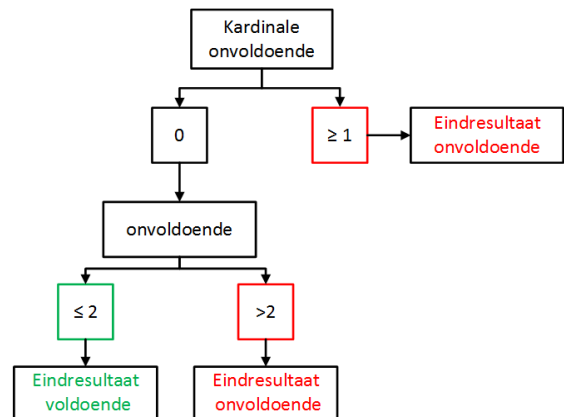 Kardinale
onvoldoende
0
≥ 1
Eindresultaat
onvoldoende
onvoldoende
≤ 2
>2
Eindresultaat
voldoende
Eindresultaat
onvoldoende